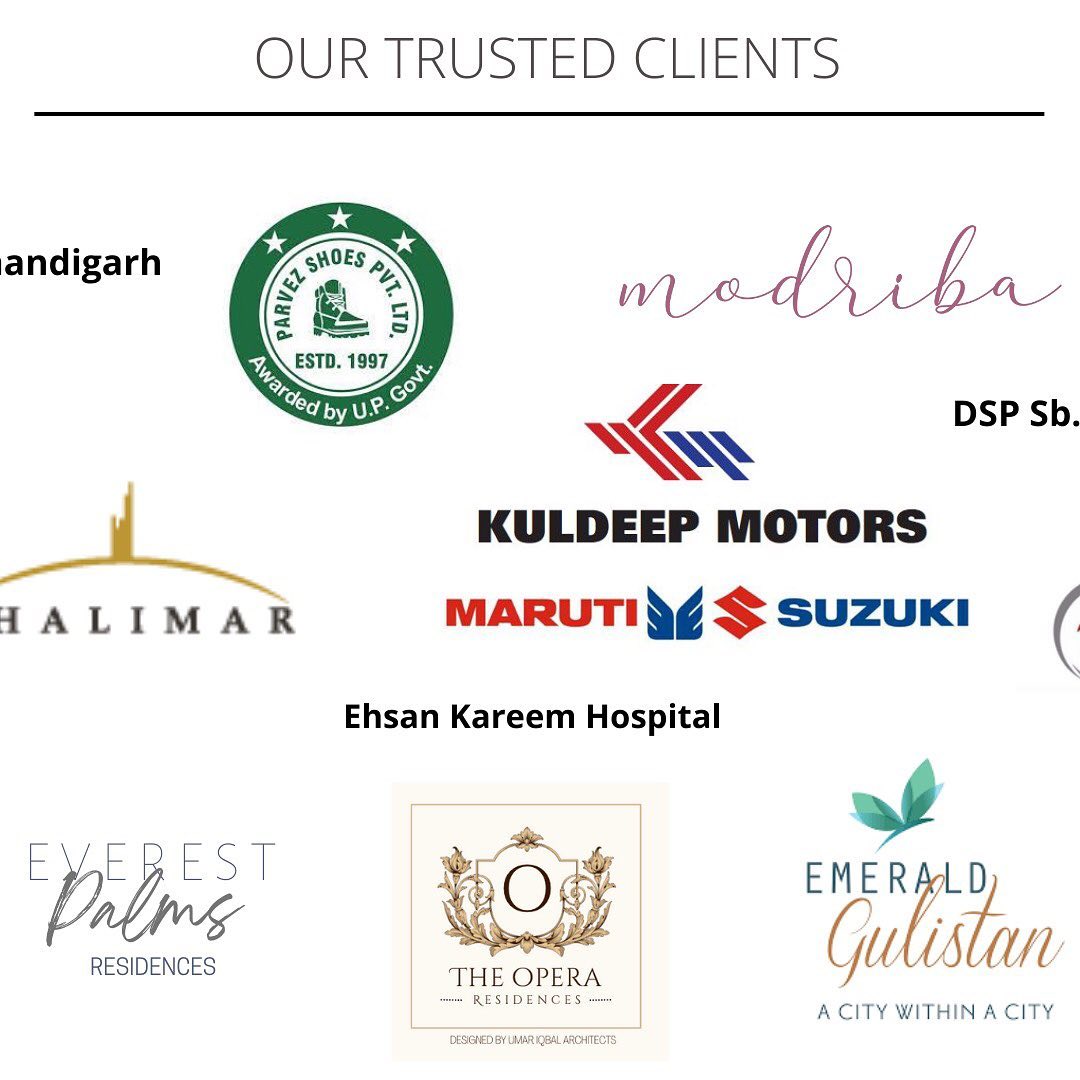 OUR TRUSTED CLIENTS
handigarh
PARVEZ SHOES PVT. LTD.
ESTD. 1997
Awarded by U.P. Govt.
modriba
DSP Sb.
KULDEEP MOTORS
HALIMAR
MARUTI SUZUKI
Ehsan Kareem Hospital
EVEREST
Palms
RESIDENCES
O
THE OPERA
RESIDENCES
DESIGNED BY UMAR IQBAL ARCHITECTS
EMERALD
Gulistan
A CITY WITHIN A CITY